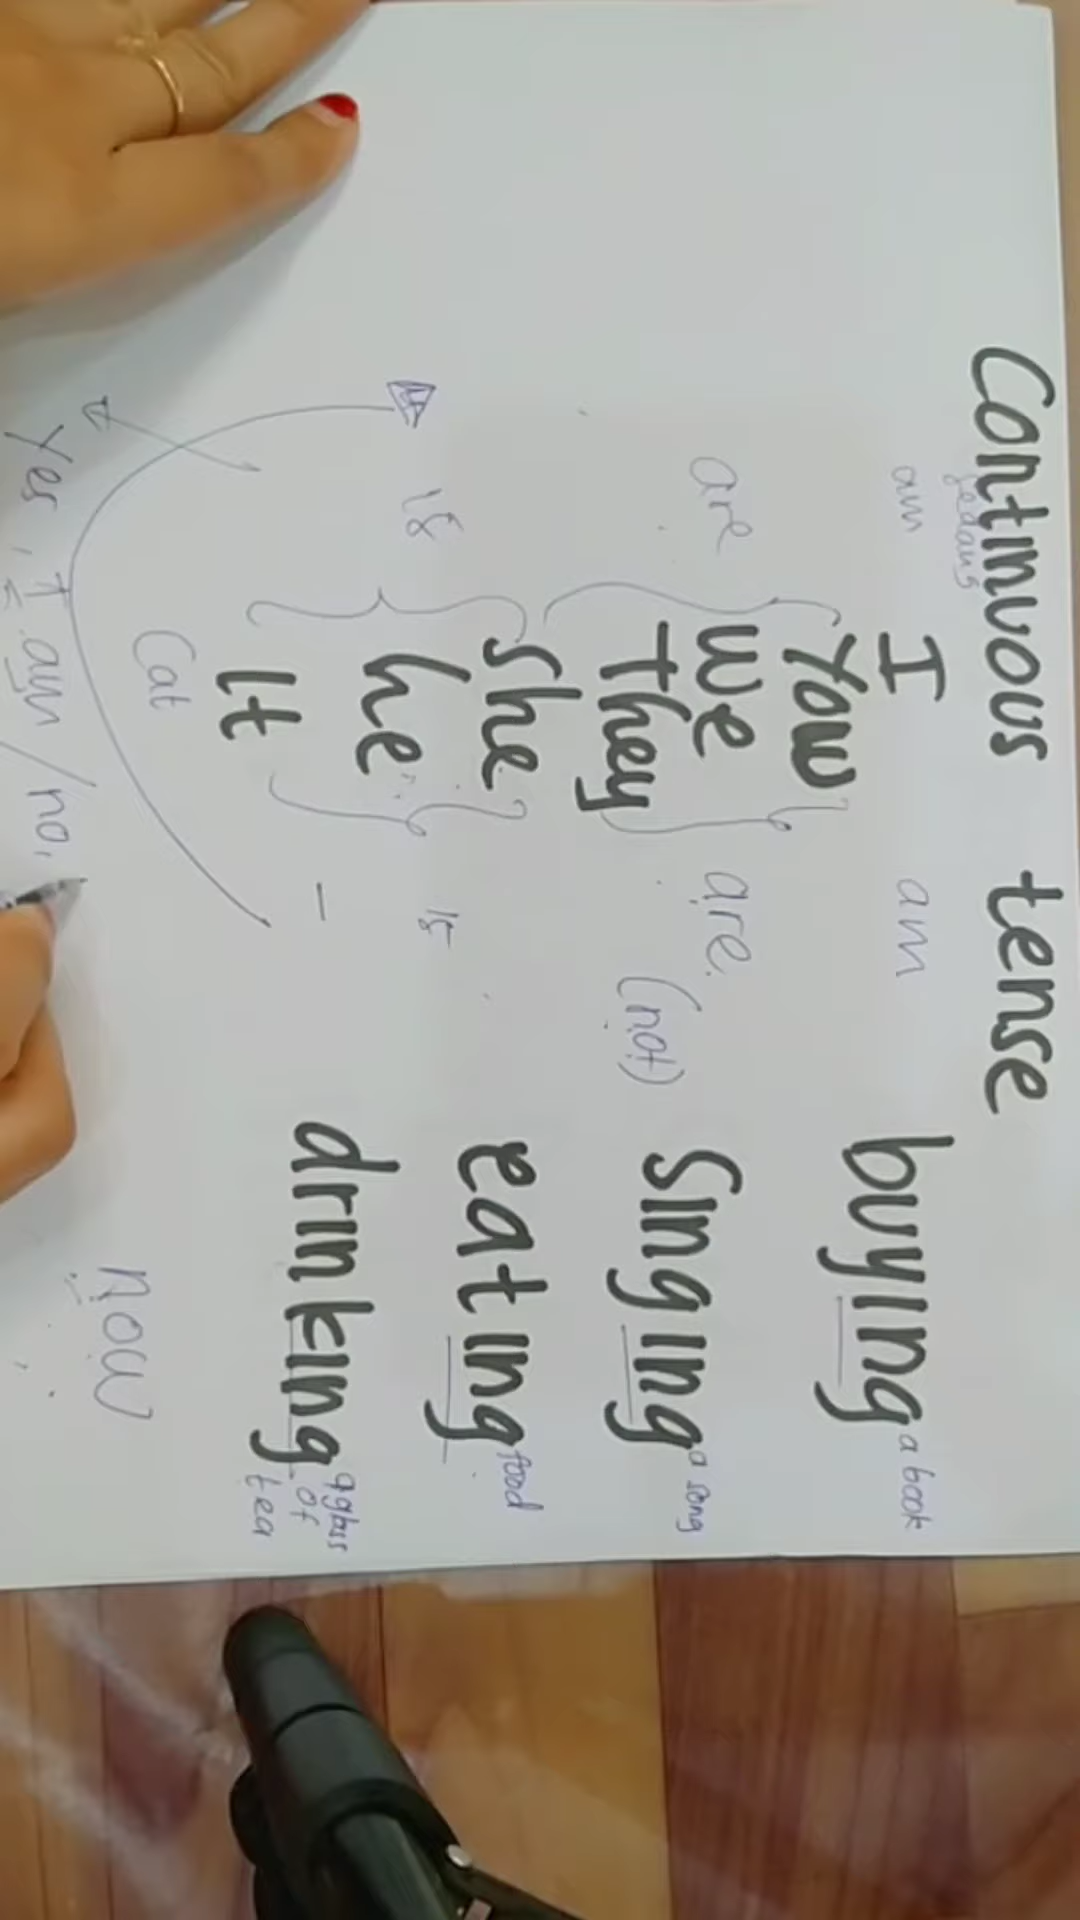 Continuous tense
sedang
am I am buying a book
You
are we are. singing a song
They (not)
she
is he is eating food
It - drinking a glass of tea
Cat
now
Yes, I am / no,